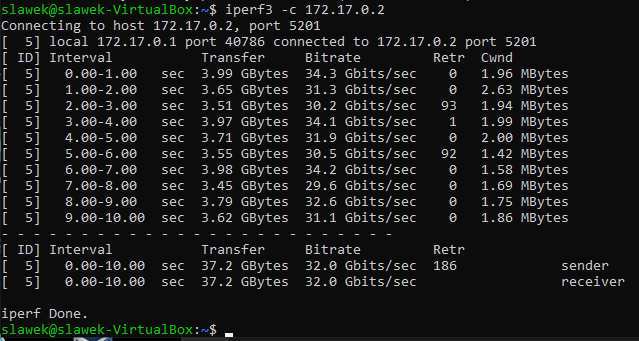 slawek@slawek-VirtualBox:~$ iperf3 -c 172.17.0.2
Connecting to host 172.17.0.2, port 5201
[  5] local 172.17.0.1 port 40786 connected to 172.17.0.2 port 5201
[ ID] Interval           Transfer     Bitrate         Retr  Cwnd
[  5]   0.00-1.00   sec  3.99 GBytes  34.3 Gbits/sec    0   1.96 MBytes
[  5]   1.00-2.00   sec  3.65 GBytes  31.3 Gbits/sec    0   2.63 MBytes
[  5]   2.00-3.00   sec  3.51 GBytes  30.2 Gbits/sec   93   1.94 MBytes
[  5]   3.00-4.00   sec  3.97 GBytes  34.1 Gbits/sec    1   1.99 MBytes
[  5]   4.00-5.00   sec  3.71 GBytes  31.9 Gbits/sec    0   2.00 MBytes
[  5]   5.00-6.00   sec  3.55 GBytes  30.5 Gbits/sec   92   1.42 MBytes
[  5]   6.00-7.00   sec  3.98 GBytes  34.2 Gbits/sec    0   1.58 MBytes
[  5]   7.00-8.00   sec  3.45 GBytes  29.6 Gbits/sec    0   1.69 MBytes
[  5]   8.00-9.00   sec  3.79 GBytes  32.6 Gbits/sec    0   1.75 MBytes
[  5]   9.00-10.00  sec  3.62 GBytes  31.1 Gbits/sec    0   1.86 MBytes
- - - - - - - - - - - - - - - - - - - - - - - - -
[ ID] Interval           Transfer     Bitrate         Retr
[  5]   0.00-10.00  sec  37.2 GBytes  32.0 Gbits/sec  186             sender
[  5]   0.00-10.00  sec  37.2 GBytes  32.0 Gbits/sec                  receiver
iperf Done.
slawek@slawek-VirtualBox:~$